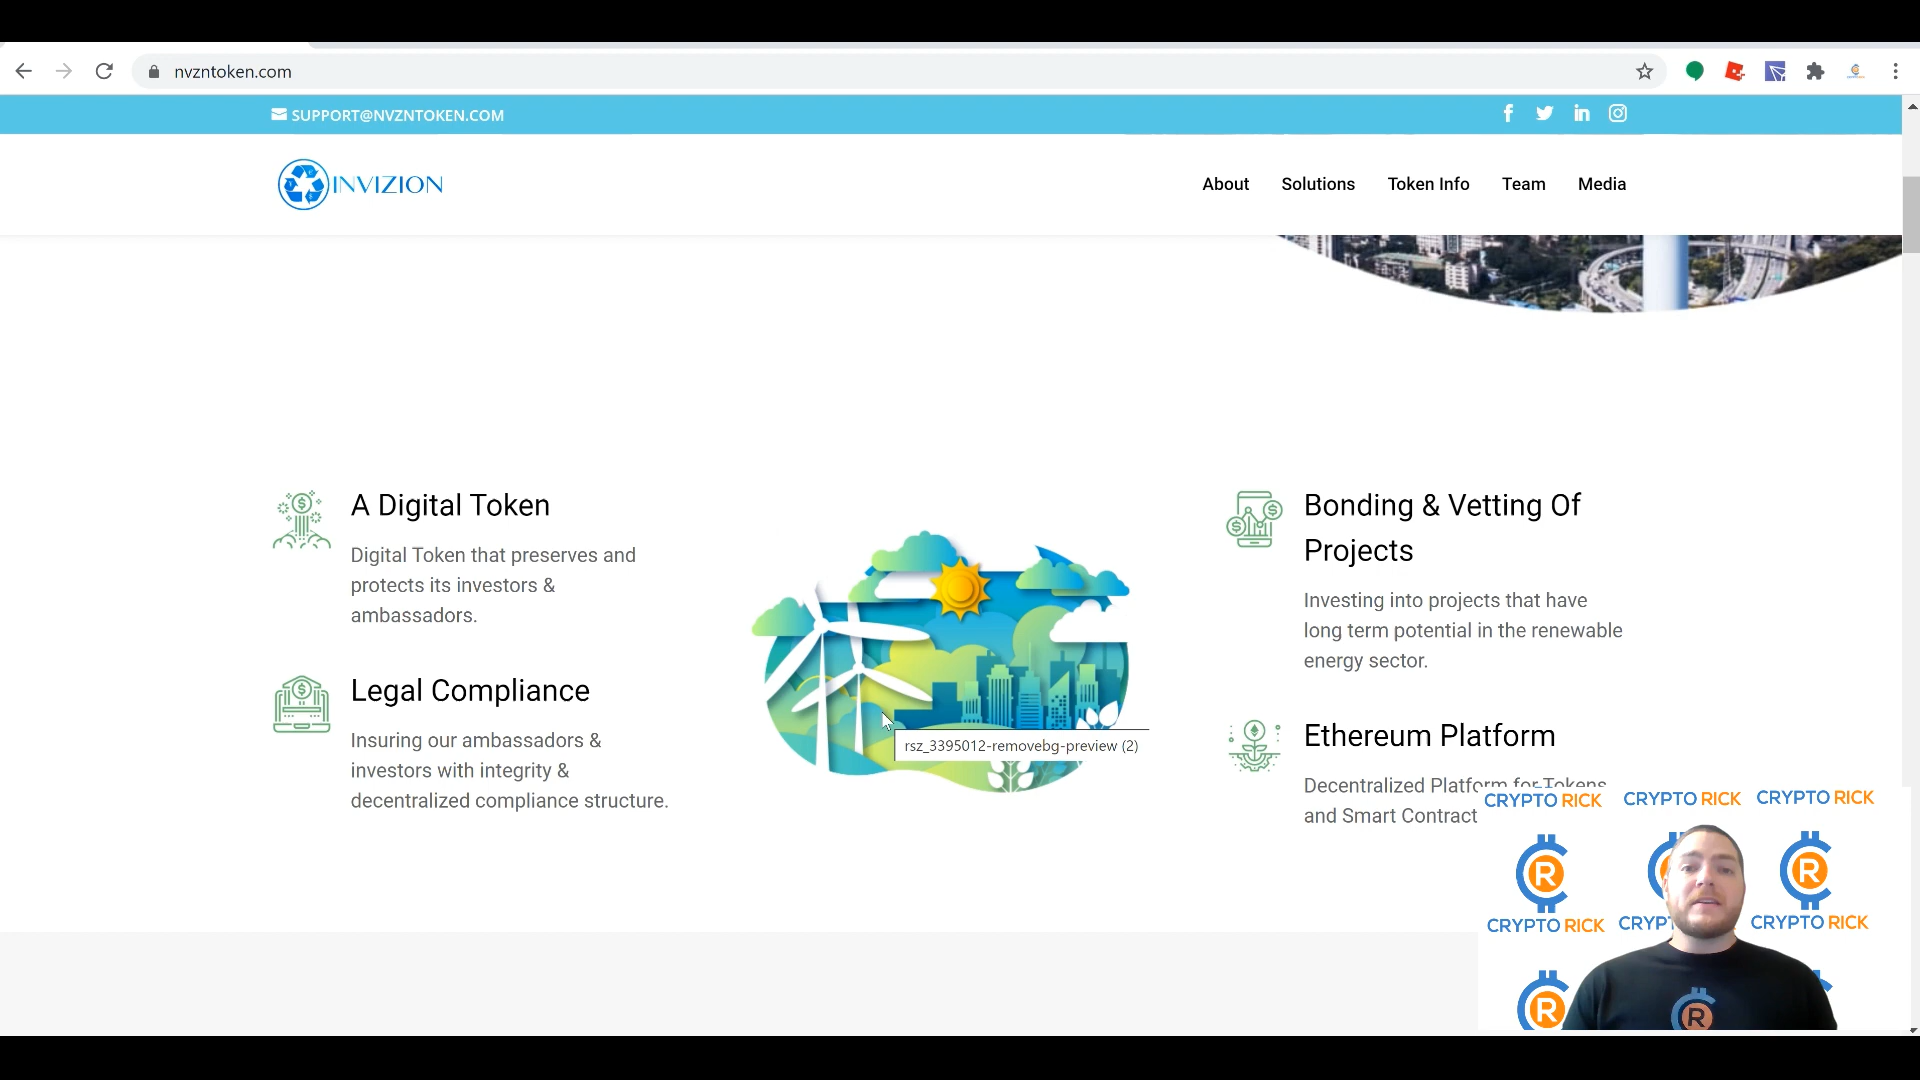 nvzntoken.com
SUPPORT@NVZNTOKEN.COM
INVIZION
About Solutions Token Info Team Media
A Digital Token
Digital Token that preserves and
protects its investors &
ambassadors.
Legal Compliance
Insuring our ambassadors &
investors with integrity &
decentralized compliance structure.
rsz_3395012-removebg-preview (2)
Bonding & Vetting Of
Projects
Investing into projects that have
long term potential in the renewable
energy sector.
Ethereum Platform
Decentralized Platform for Tokens
and Smart Contract
CRYPTO RICK CRYPTO RICK CRYPTO RICK
R R
CRYPTO RICK CRYPT CRYPTO RICK
R R